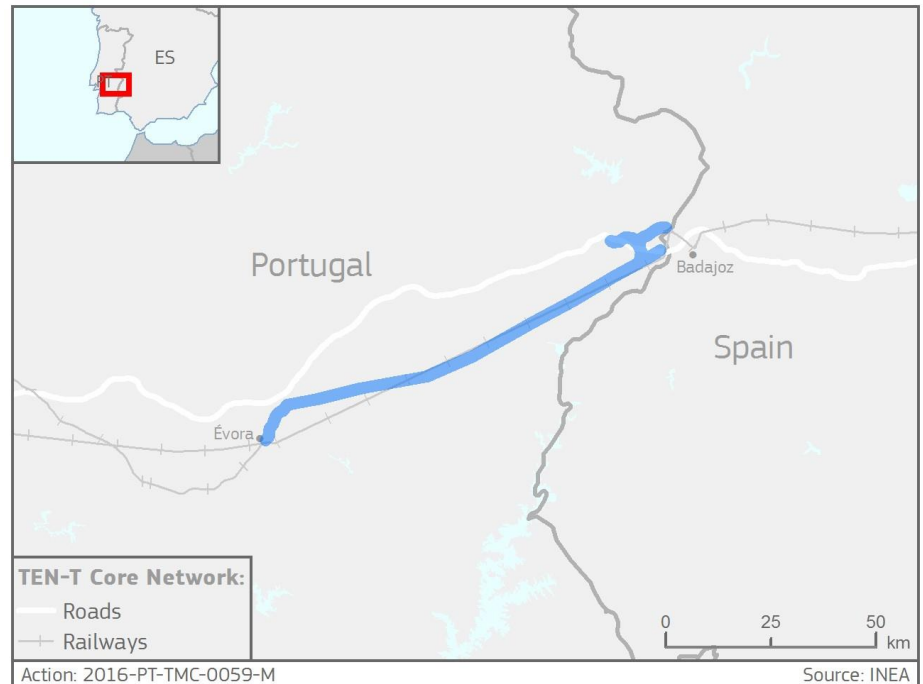 ES
PT
Portugal
Badajoz
Spain
Évora
TEN-T Core Network:
Roads
Railways
0 25 50
km
Action: 2016-PT-TMC-0059-M
Source: INEA